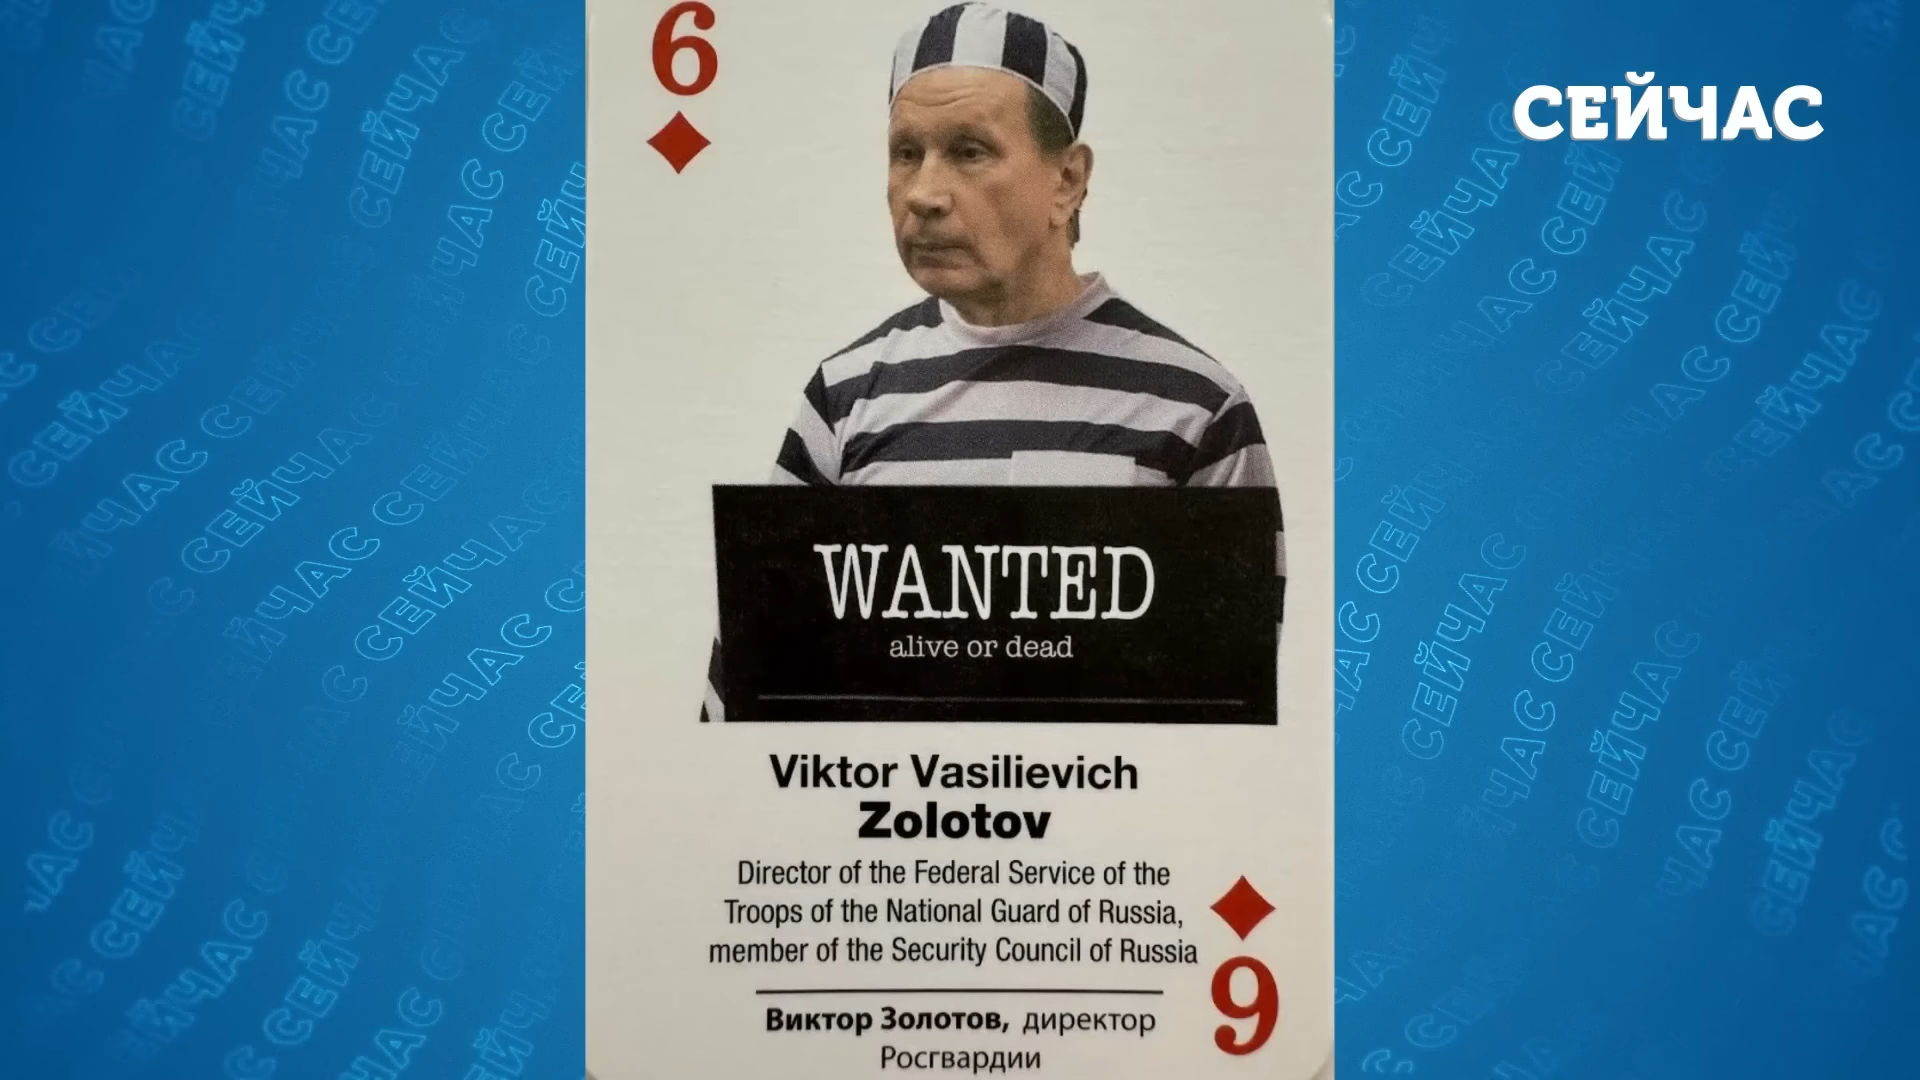 6
СЕЙЧАС
WANTED
alive or dead
Viktor Vasilievich
Zolotov
Director of the Federal Service of the
Troops of the National Guard of Russia,
member of the Security Council of Russia
6
Виктор Золотов, директор
Росгвардии